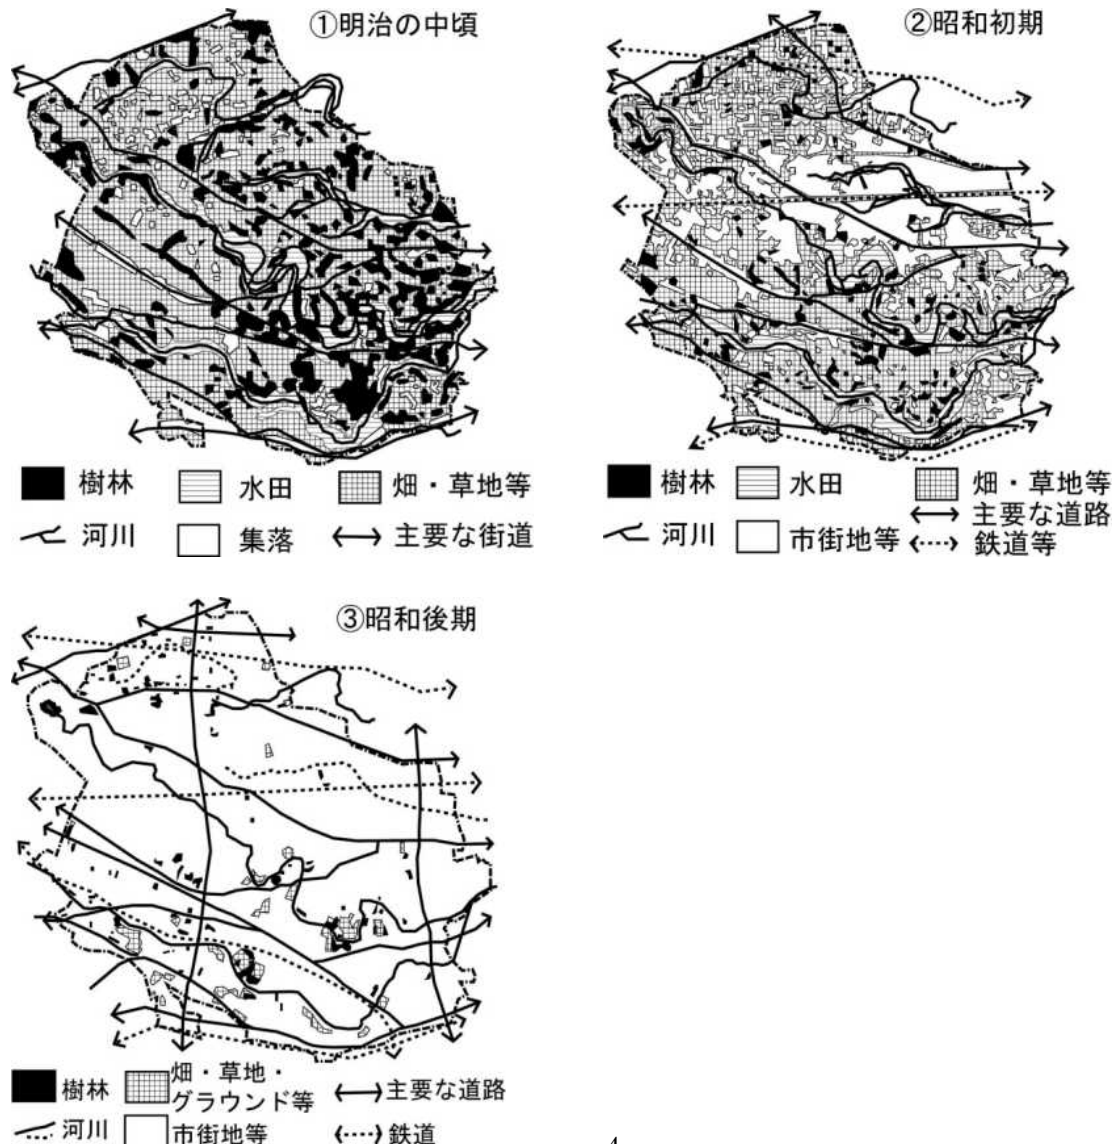 ①明治の中頃
樹林 水田 畑・草地等
河川 集落 主要な街道
②昭和初期
樹林 水田 畑・草地等
河川 市街地等 主要な道路
鉄道等
③昭和後期
樹林 畑・草地・グラウンド等 主要な道路
河川 市街地等 鉄道
4